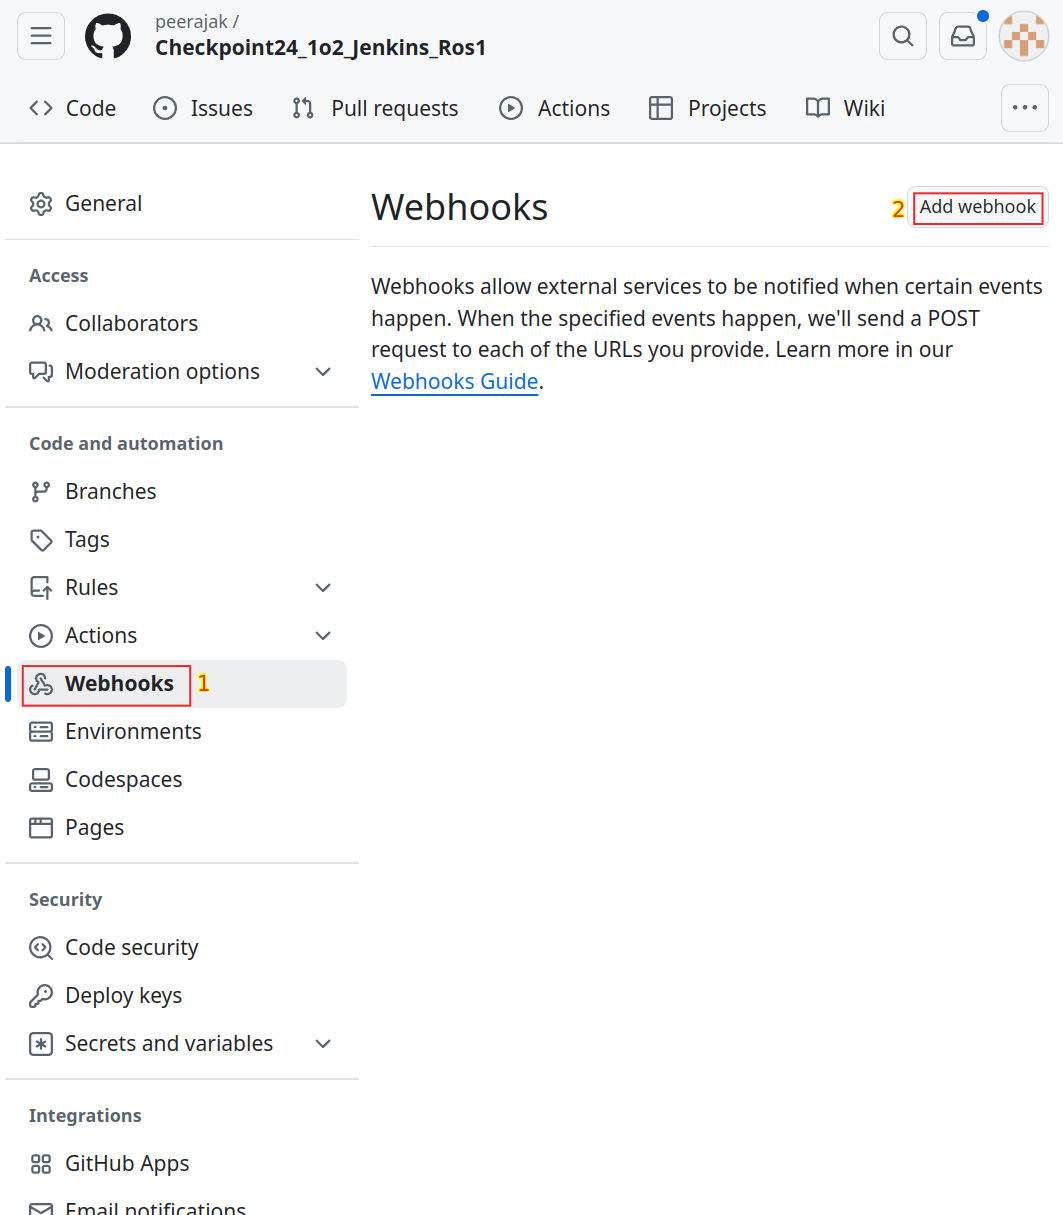 peerajak /
Checkpoint24_1o2_Jenkins_Ros1
Code Issues Pull requests Actions Projects Wiki
General
Access
Collaborators
Moderation options
Code and automation
Branches
Tags
Rules
Actions
Webhooks 1
Environments
Codespaces
Pages
Security
Code security
Deploy keys
Secrets and variables
Integrations
GitHub Apps
Email notifications
Webhooks
2 Add webhook
Webhooks allow external services to be notified when certain events
happen. When the specified events happen, we'll send a POST
request to each of the URLs you provide. Learn more in our
Webhooks Guide.